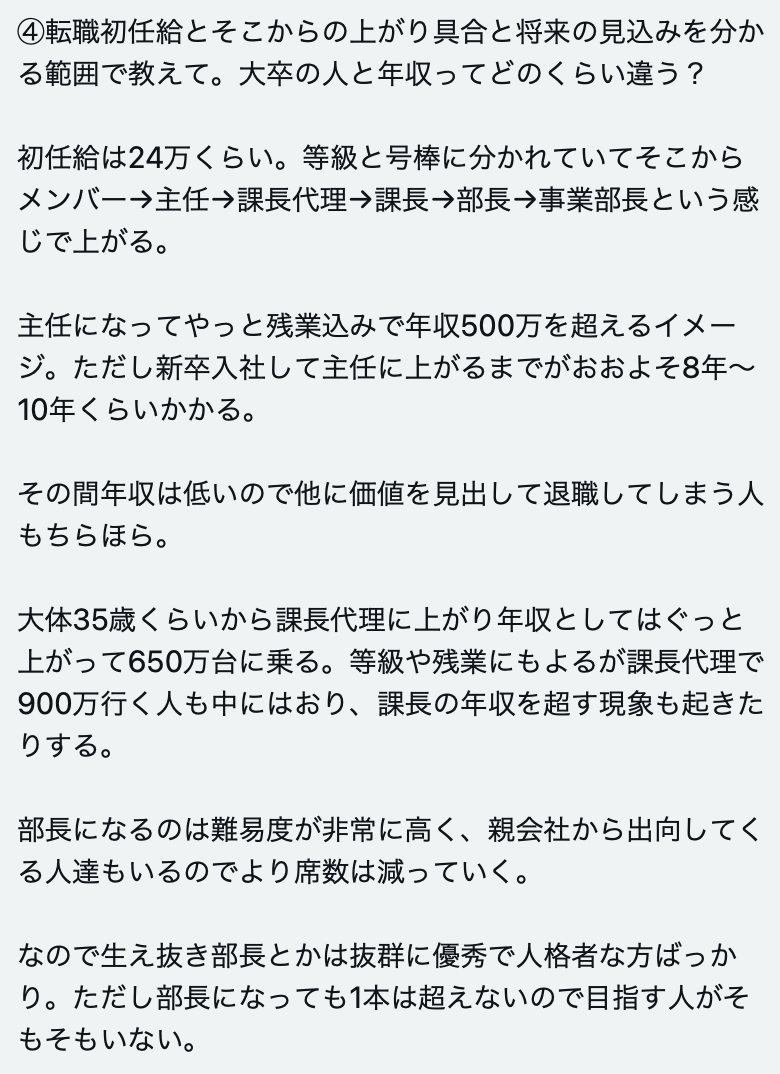 ④転職初任給とそこからの上がり具合と将来の見込みを分か
る範囲で教えて。大卒の人と年収ってどのくらい違う？
初任給は24万くらい。等級と号棒に分かれていてそこから
メンバー→主任→課長代理→課長→部長→事業部長という感
じで上がる。
主任になってやっと残業込みで年収500万を超えるイメー
ジ。ただし新卒入社して主任に上がるまでがおおよそ8年〜
10年くらいかかる。
その間年収は低いので他に価値を見出して退職してしまう人
もちらほら。
大体35歳くらいから課長代理に上がり年収としてはぐっと
上がって650万台に乗る。等級や残業にもよるが課長代理で
900万行く人も中にはおり、課長の年収を超す現象も起きた
りする。
部長になるのは難易度が非常に高く、親会社から出向してく
る人達もいるのでより席数は減っていく。
なので生え抜き部長とかは抜群に優秀で人格者な方ばっか
り。ただし部長になっても1本は超えないので目指す人がそ
もそもいない。